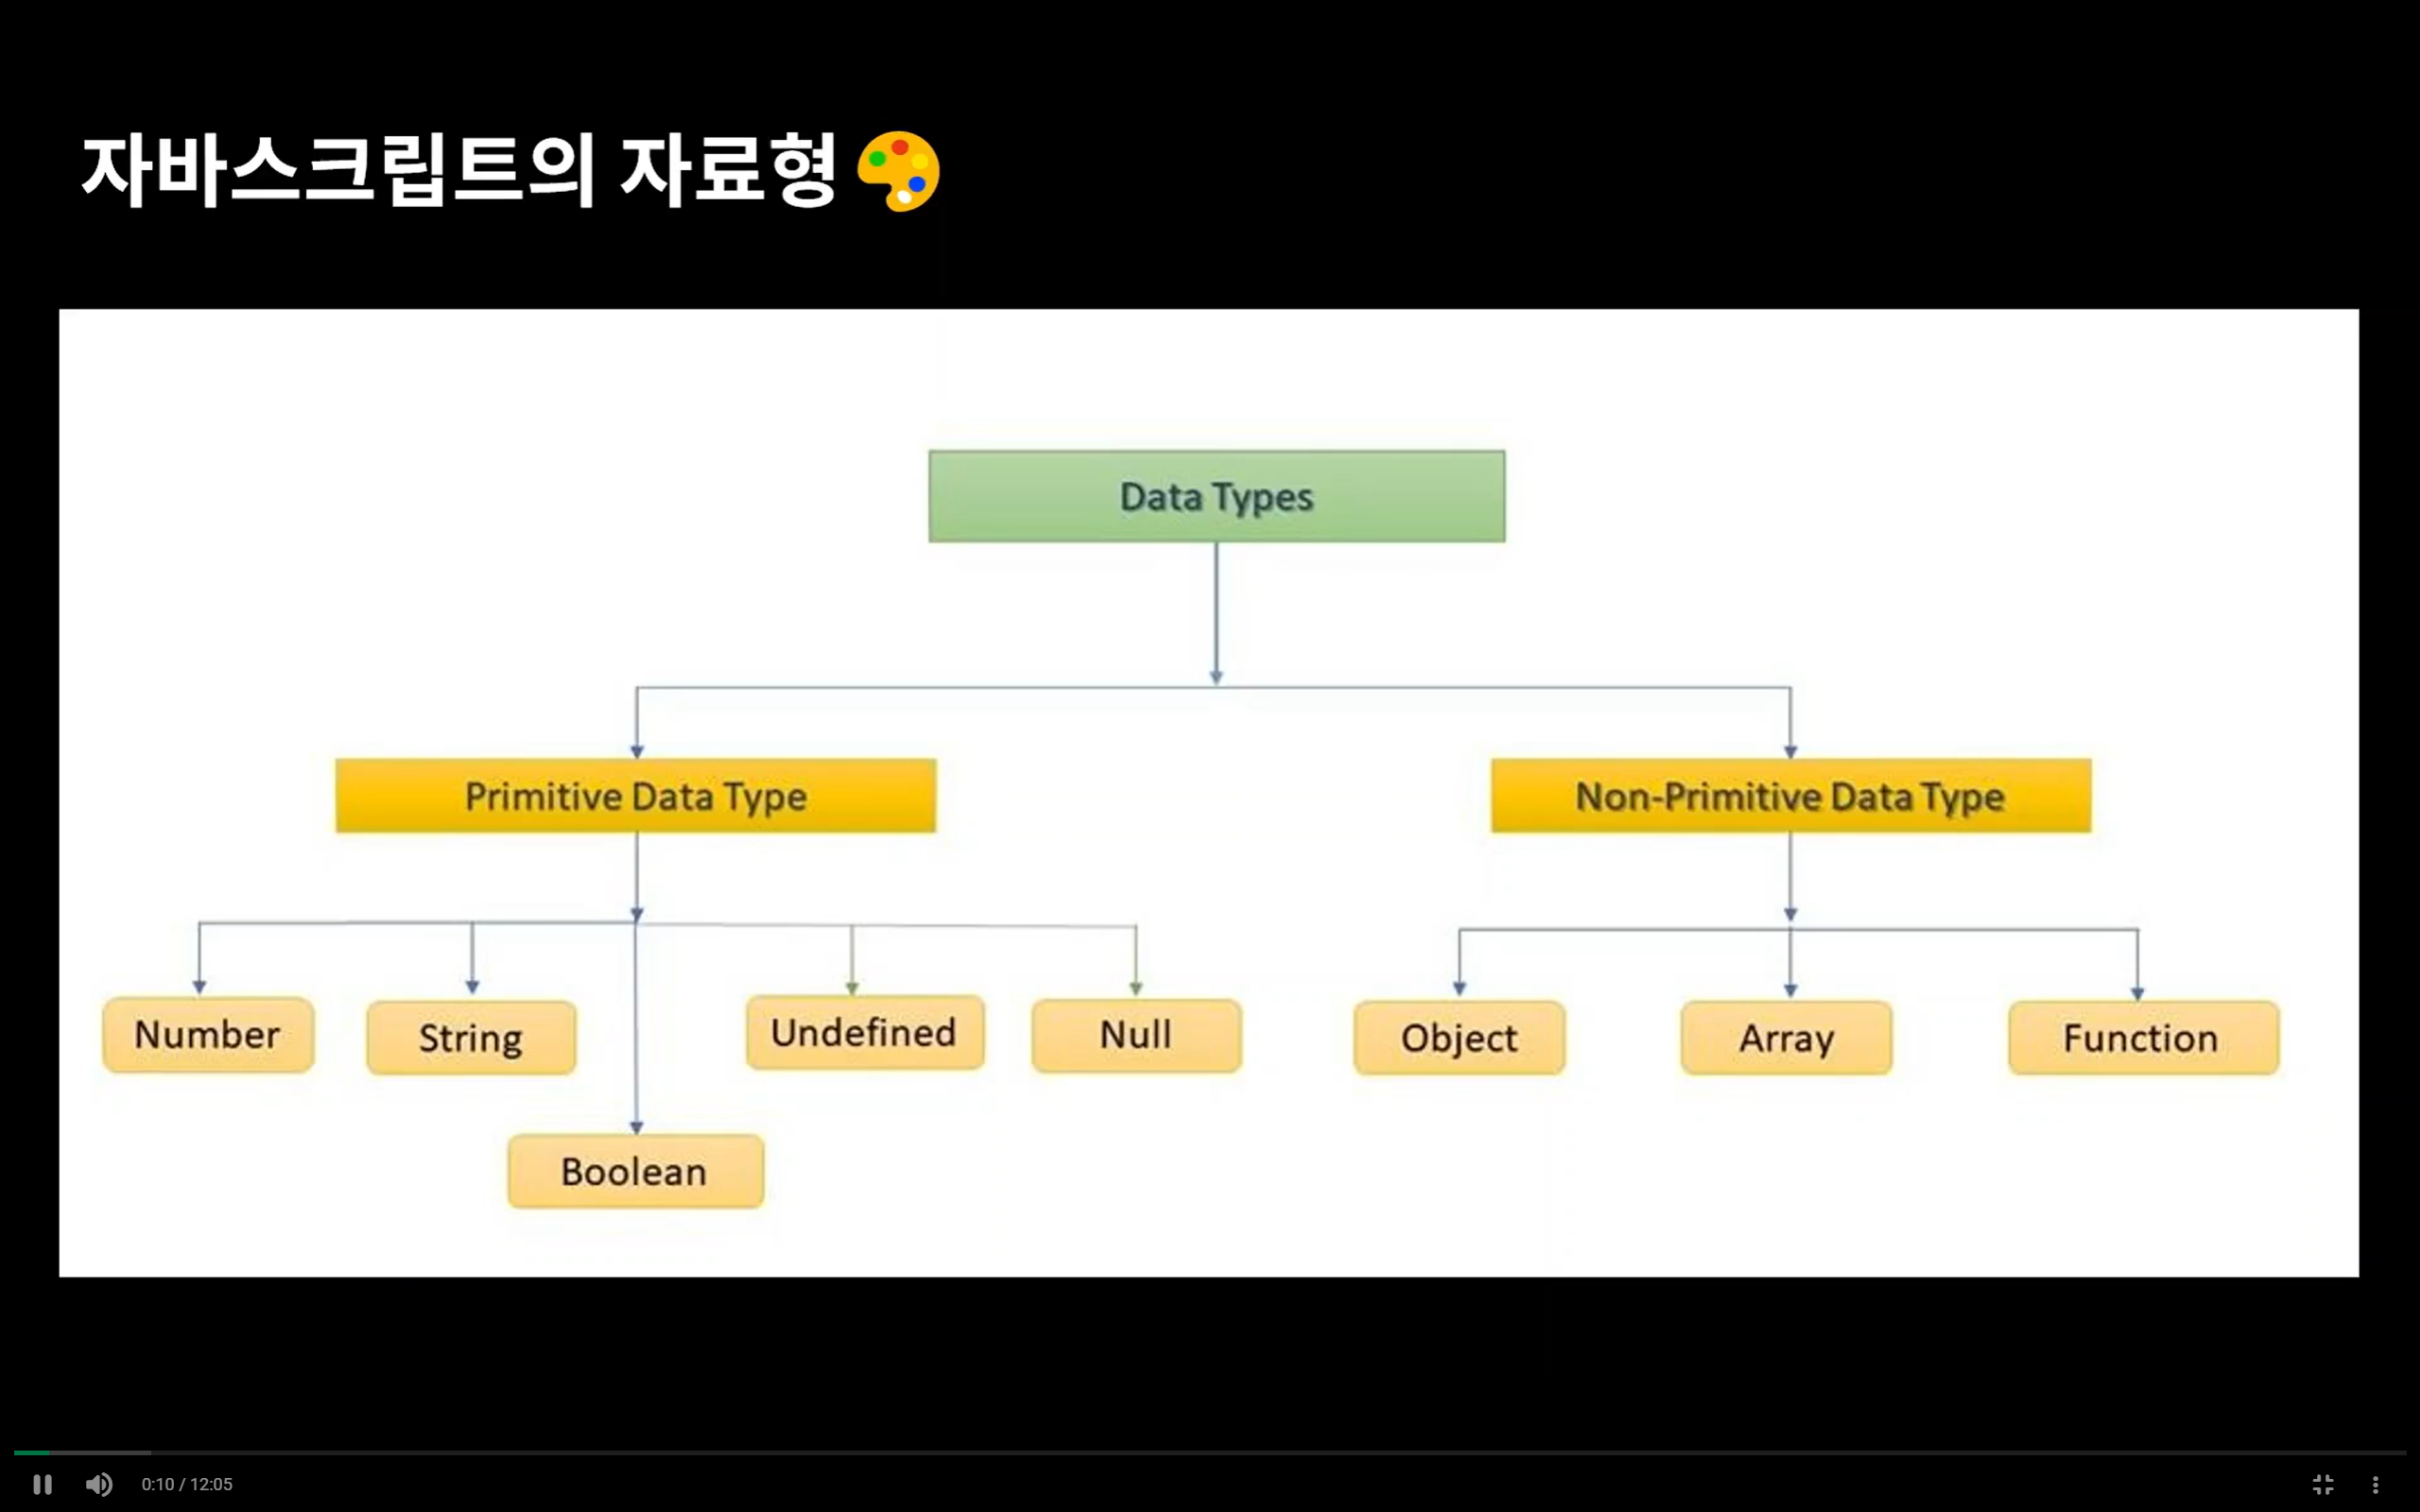 자바스크립트의 자료형
Data Types
Primitive Data Type
Non-Primitive Data Type
Number
String
Undefined
Null
Object
Array
Function
Boolean
0:10 / 12:05